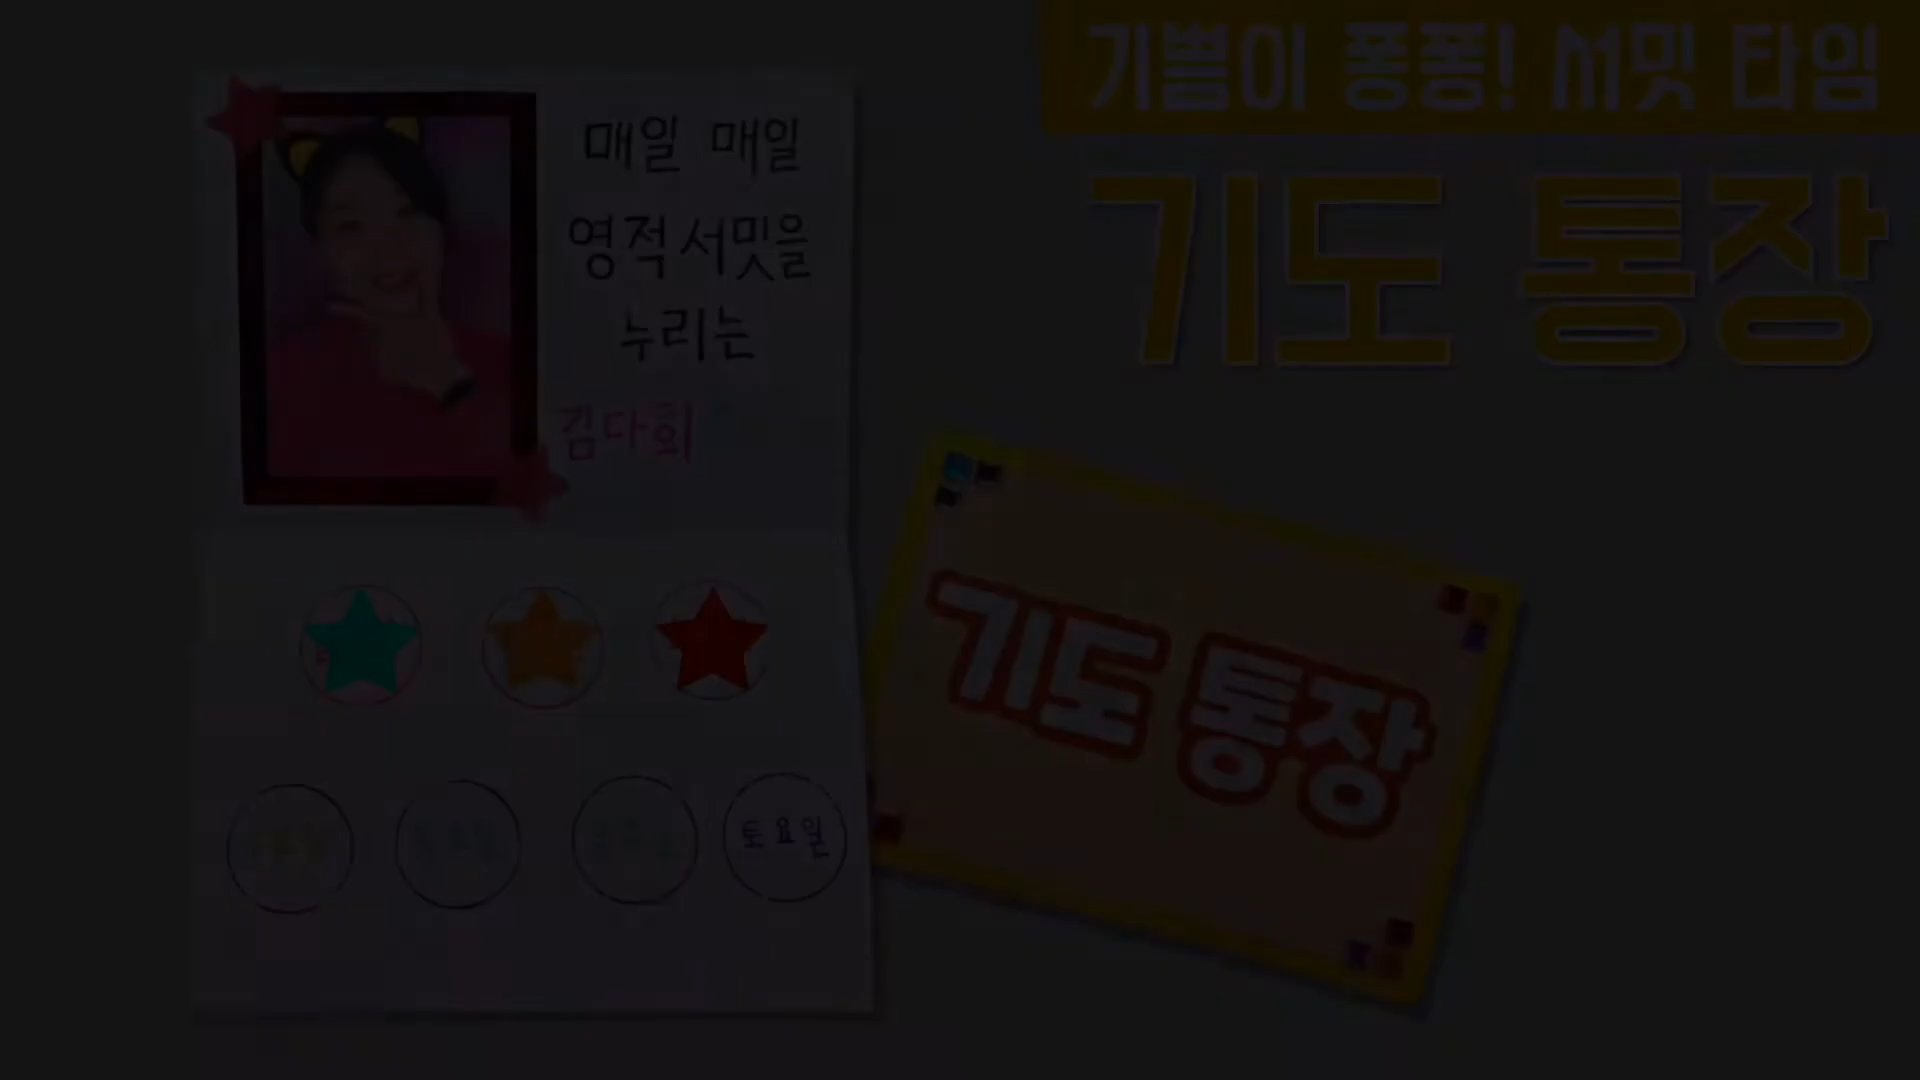 기쁨이 퐁퐁! 서밋 타임
기도 통장
매일 매일
영적 서밋을
누리는
김다희
토요일
기도 통장